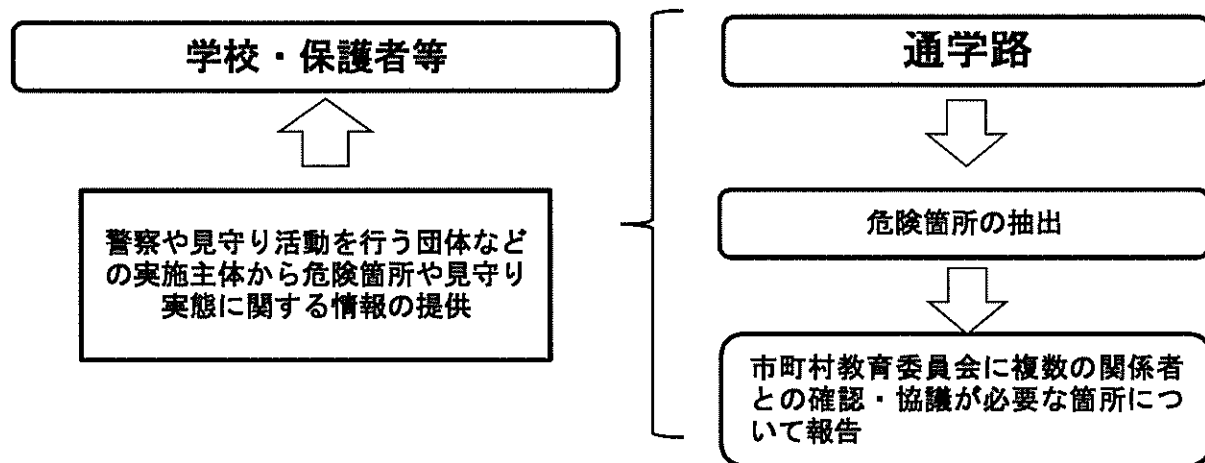 学校・保護者等
警察や見守り活動を行う団体など
の実施主体から危険箇所や見守り
実態に関する情報の提供
通学路
危険箇所の抽出
市町村教育委員会に複数の関係者
との確認・協議が必要な箇所につ
いて報告